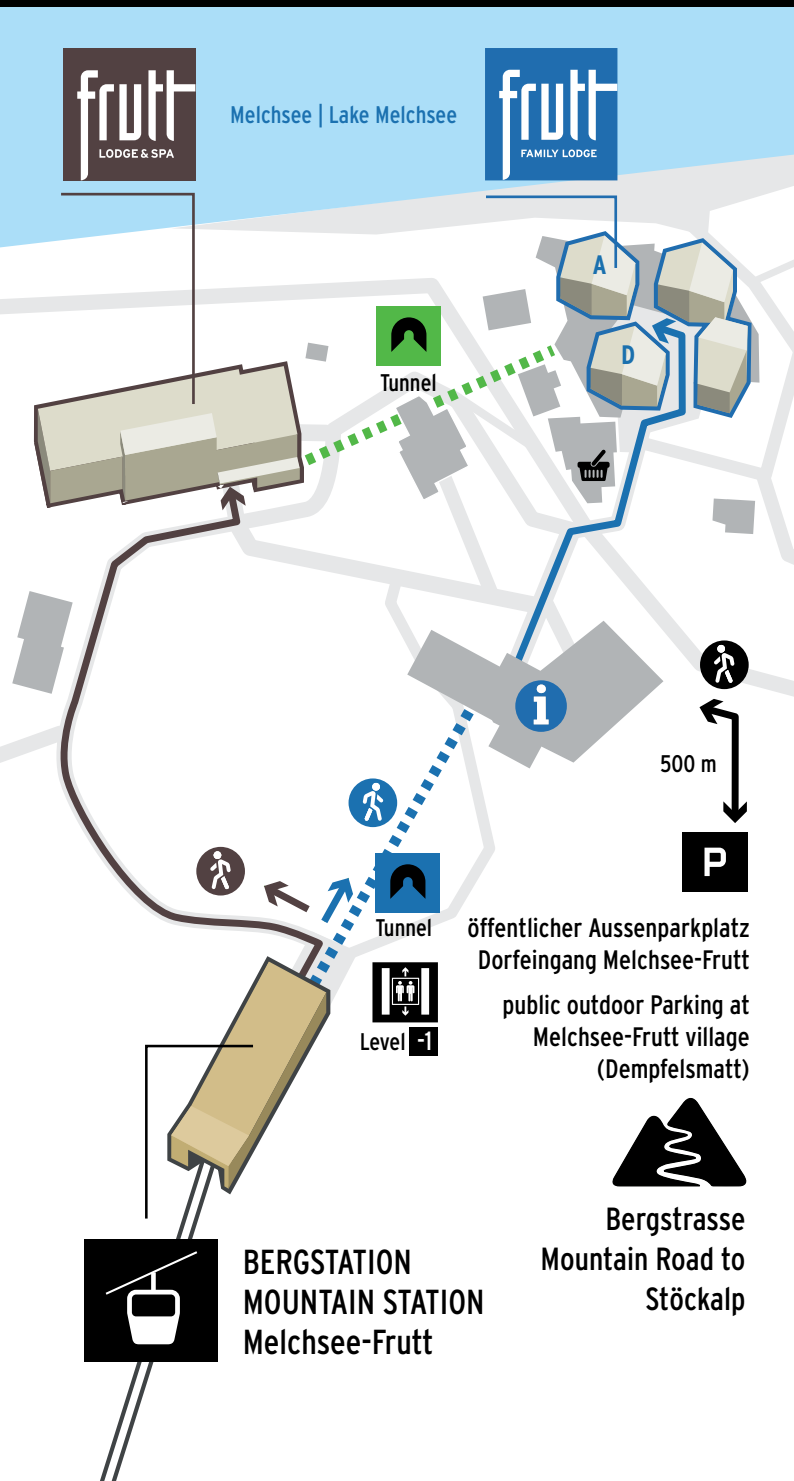 frutt
LODGE & SPA
Melchsee | Lake Melchsee
frutt
FAMILY LODGE
A
D
Tunnel
i
500 m
P
Tunnel
öffentlicher Aussenparkplatz
Dorfeingang Melchsee-Frutt
public outdoor Parking at
Melchsee-Frutt village
(Dempfelsmatt)
Level -1
Bergstrasse
Mountain Road to
Stöckalp
BERGSTATION
MOUNTAIN STATION
Melchsee-Frutt